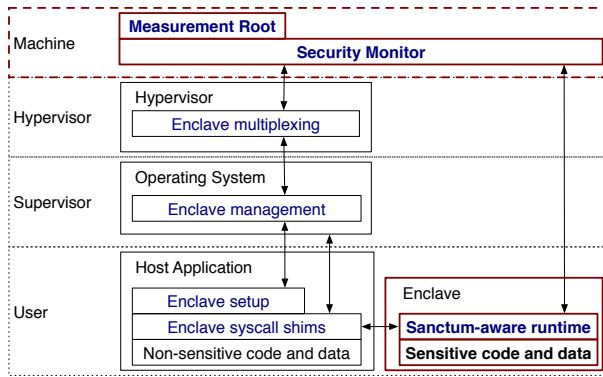 Measurement Root
Machine
Security Monitor
Hypervisor
Hypervisor
Enclave multiplexing
Operating System
Supervisor
Enclave management
Host Application
Enclave
Enclave setup
User
Enclave syscall shims
Sanctum-aware runtime
Non-sensitive code and data
Sensitive code and data